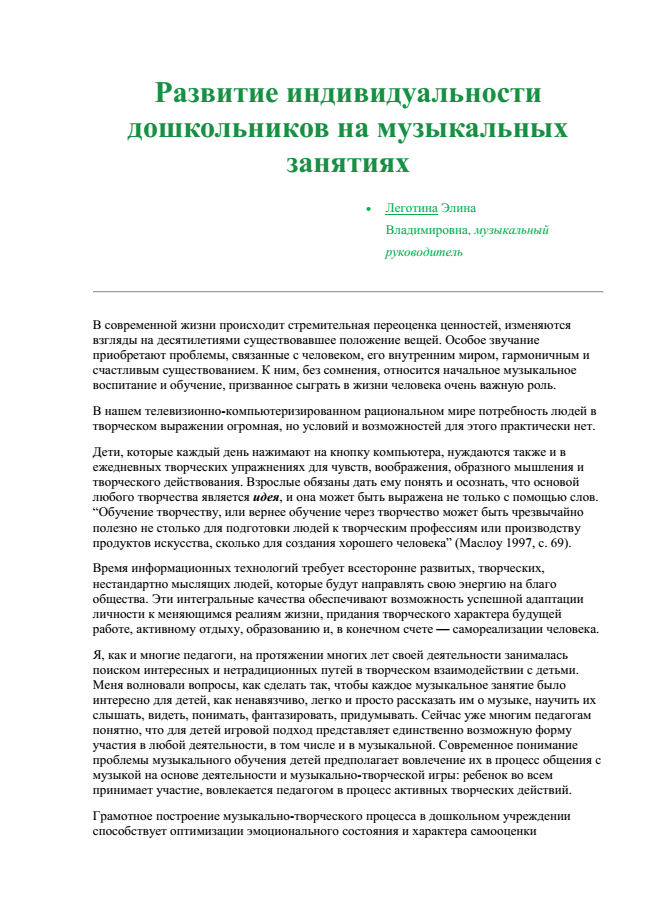 Развитие индивидуальности
дошкольников на музыкальных
занятиях
• Леготина Элина
Владимировна, музыкальный
руководитель
В современной жизни происходит стремительная переоценка ценностей, изменяются
взгляды на десятилетиями существовавшее положение вещей. Особое звучание
приобретают проблемы, связанные с человеком, его внутренним миром, гармоничным и
счастливым существованием. К ним, без сомнения, относится начальное музыкальное
воспитание и обучение, призванное сыграть в жизни человека очень важную роль.
В нашем телевизионно-компьютеризированном рациональном мире потребность людей в
творческом выражении огромная, но условий и возможностей для этого практически нет.
Дети, которые каждый день нажимают на кнопку компьютера, нуждаются также и в
ежедневных творческих упражнениях для чувств, воображения, образного мышления и
творческого действования. Взрослые обязаны дать ему понять и осознать, что основой
любого творчества является идея, и она может быть выражена не только с помощью слов.
“Обучение творчеству, или вернее обучение через творчество может быть чрезвычайно
полезно не столько для подготовки людей к творческим профессиям или производству
продуктов искусства, сколько для создания хорошего человека” (Маслоу 1997, с. 69).
Время информационных технологий требует всесторонне развитых, творческих,
нестандартно мыслящих людей, которые будут направлять свою энергию на благо
общества. Эти интегральные качества обеспечивают возможность успешной адаптации
личности к меняющимся реалиям жизни, придания творческого характера будущей
работе, активному отдыху, образованию и, в конечном счете — самореализации человека.
Я, как и многие педагоги, на протяжении многих лет своей деятельности занималась
поиском интересных и нетрадиционных путей в творческом взаимодействии с детьми.
Меня волновали вопросы, как сделать так, чтобы каждое музыкальное занятие было
интересно для детей, как ненавязчиво, легко и просто рассказать им о музыке, научить их
слышать, видеть, понимать, фантазировать, придумывать. Сейчас уже многим педагогам
понятно, что для детей игровой подход представляет единственно возможную форму
участия в любой деятельности, в том числе и в музыкальной. Современное понимание
проблемы музыкального обучения детей предполагает вовлечение их в процесс общения с
музыкой на основе деятельности и музыкально-творческой игры: ребенок во всем
принимает участие, вовлекается педагогом в процесс активных творческих действий.
Грамотное построение музыкально-творческого процесса в дошкольном учреждении
способствует оптимизации эмоционального состояния и характера самооценки